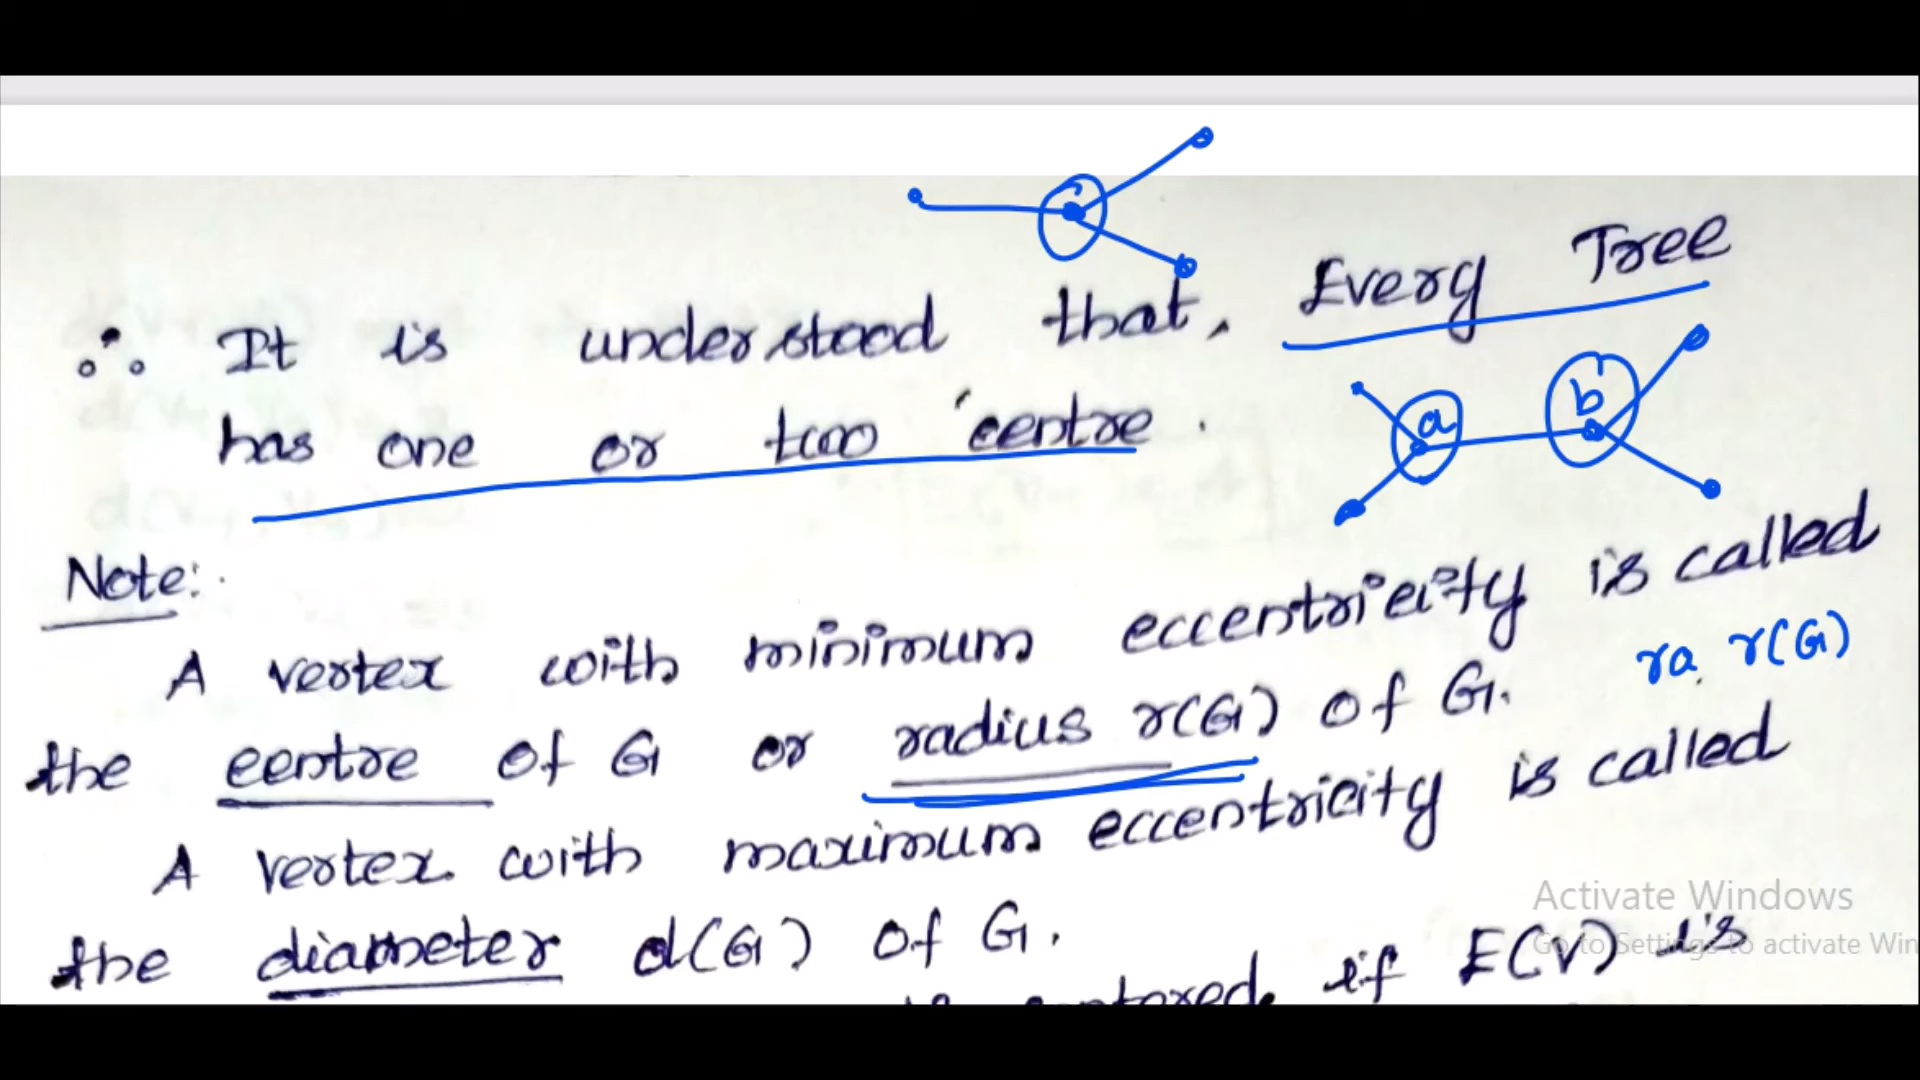 c
Every Tree
∴ It is understood that,
has one or two centre.
a b
Note:
A vertex with minimum eccentricity is called
ra r(G)
the centre of G or radius r(G) of G.
A vertex with maximum eccentricity is called
the diameter d(G) of G.
if E(V) is
Activate Windows
Go to Settings to activate Win